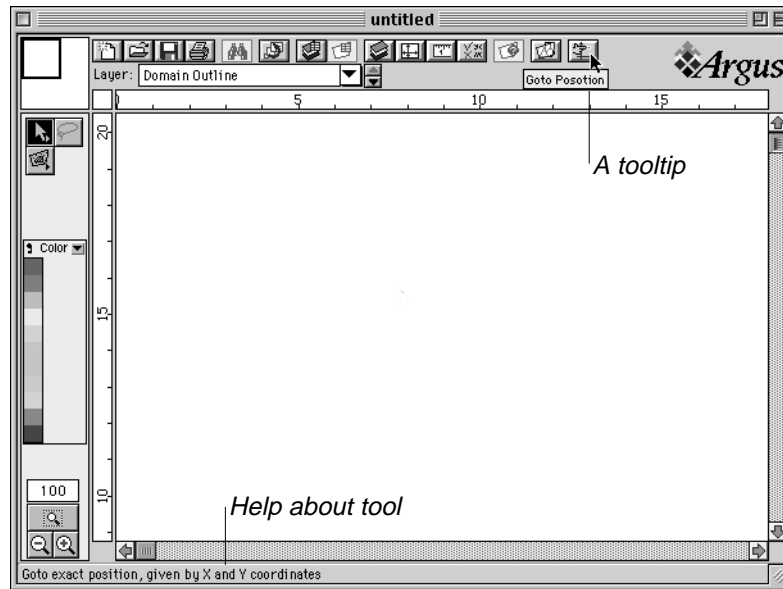 untitled
Layer: Domain Outline
Goto Posotion
Argus
0 5 10 15
20
A tooltip
Color
15
100
10
Help about tool
Goto exact position, given by X and Y coordinates